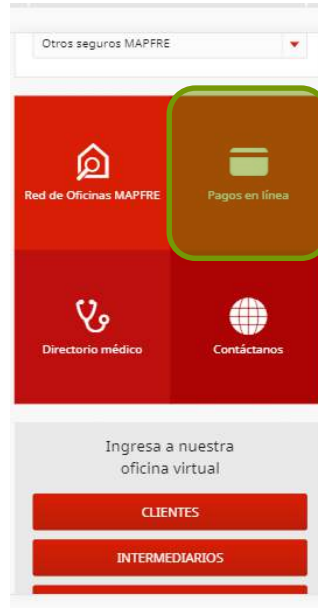 Otros seguros MAPFRE
Red de Oficinas MAPFRE
Pagos en línea
Directorio médico
Contáctanos
Ingresa a nuestra
oficina virtual
CLIENTES
INTERMEDIARIOS